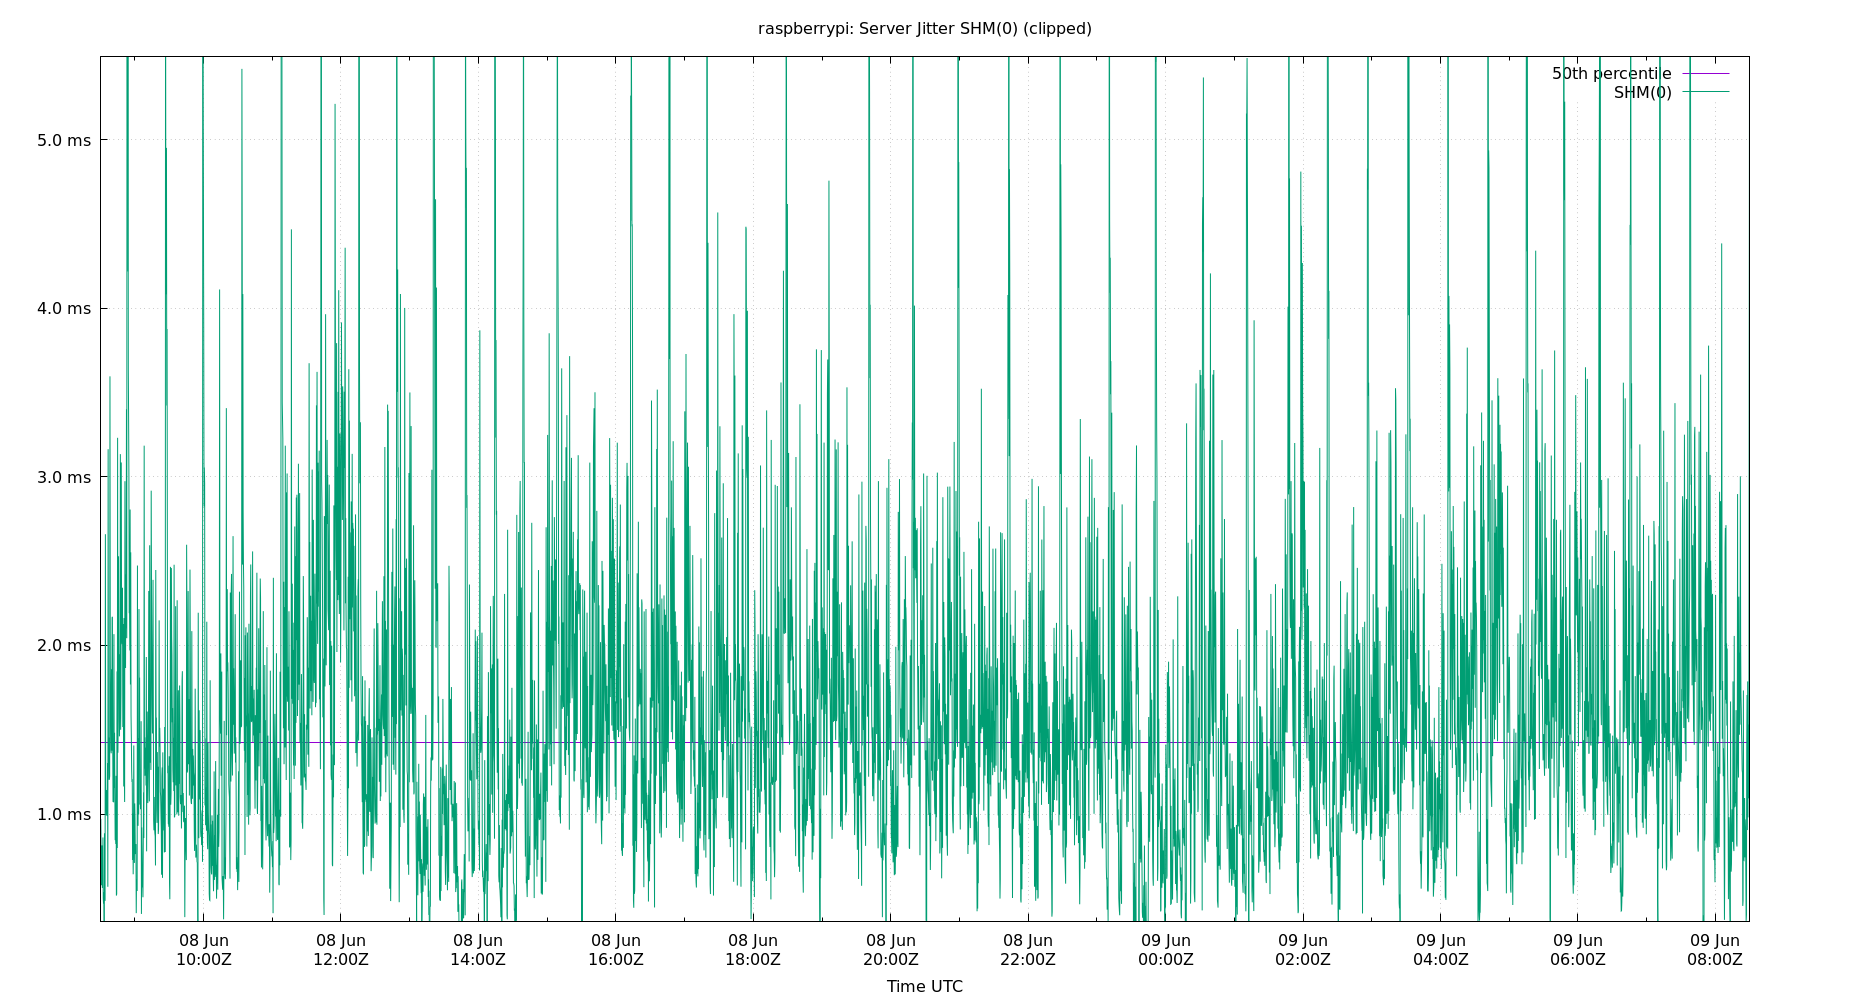 raspberrypi: Server Jitter SHM(0) (clipped)
50th percentile
SHM(0)
5.0 ms
4.0 ms
3.0 ms
2.0 ms
1.0 ms
08 Jun 08 Jun 08 Jun 08 Jun 08 Jun 08 Jun 08 Jun 09 Jun 09 Jun 09 Jun 09 Jun 09 Jun
10:00Z 12:00Z 14:00Z 16:00Z 18:00Z 20:00Z 22:00Z 00:00Z 02:00Z 04:00Z 06:00Z 08:00Z
Time UTC